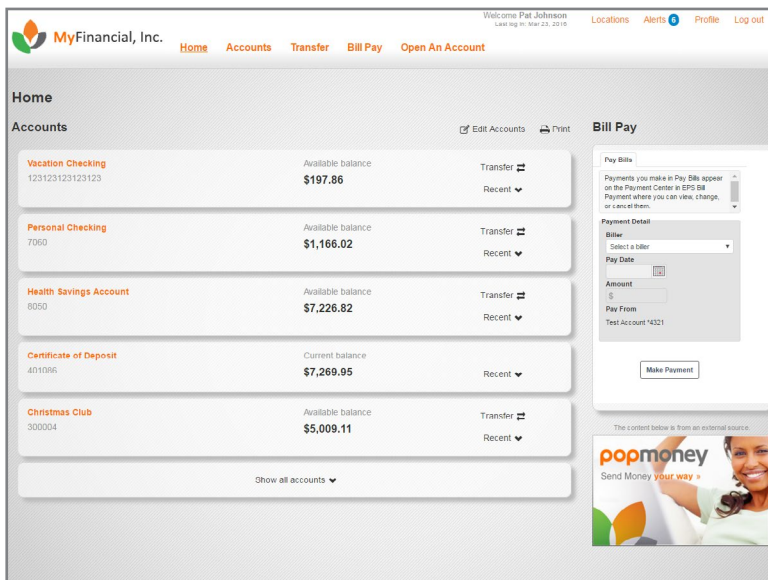 MyFinancial, Inc.
Welcome Pat Johnson
Last log in: Mar 23, 2016
Locations Alerts 6 Profile Log out
Home Accounts Transfer Bill Pay Open An Account
Home
Accounts
Edit Accounts Print
Vacation Checking
123123123123123
Available balance
$197.86
Transfer
Recent
Personal Checking
7060
Available balance
$1,166.02
Transfer
Recent
Health Savings Account
8050
Available balance
$7,226.82
Transfer
Recent
Certificate of Deposit
401086
Current balance
$7,269.95
Recent
Christmas Club
300004
Available balance
$5,009.11
Transfer
Recent
Show all accounts
Bill Pay
Pay Bills
Payments you make in Pay Bills appear
on the Payment Center in EPS Bill
Payment where you can view, change,
or cancel them.
Payment Detail
Biller
Select a biller
Pay Date
Amount
$
Pay From
Test Account *4321
Make Payment
The content below is from an external source.
popmoney
Send Money your way »